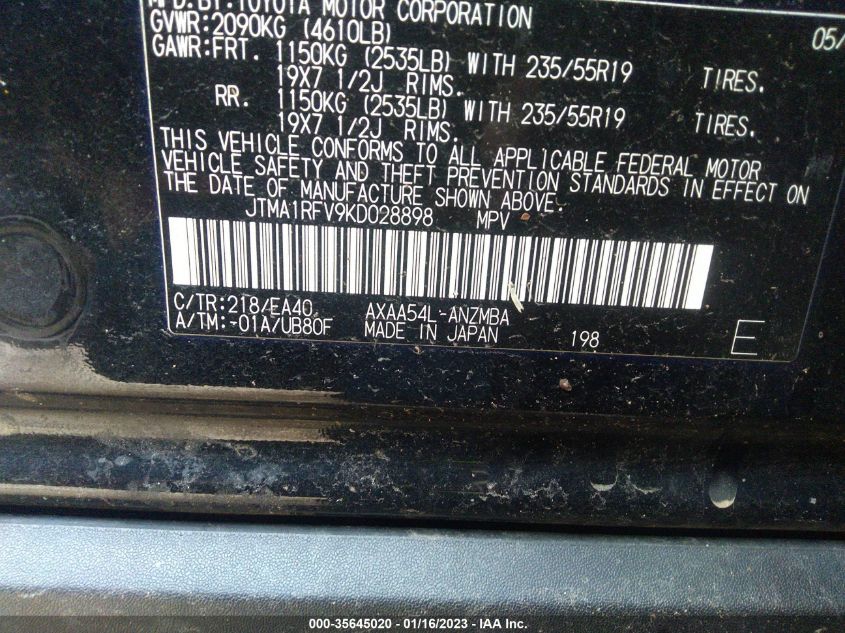 MFD.BY:TOYOTA MOTOR CORPORATION 05/
GVWR:2090KG (4610LB)
GAWR:FRT. 1150KG (2535LB) WITH 235/55R19 TIRES.
19X7 1/2J RIMS.
RR. 1150KG (2535LB) WITH 235/55R19 TIRES.
19X7 1/2J RIMS.
THIS VEHICLE CONFORMS TO ALL APPLICABLE FEDERAL MOTOR
VEHICLE SAFETY AND THEFT PREVENTION STANDARDS IN EFFECT ON
THE DATE OF MANUFACTURE SHOWN ABOVE.
JTMA1RFV9KD028898 MPV
C/TR:218/EA40 AXAA54L-ANZMBA
A/TM:-01A/UB80F MADE IN JAPAN 198 E
000-35645020 - 01/16/2023 - IAA Inc.